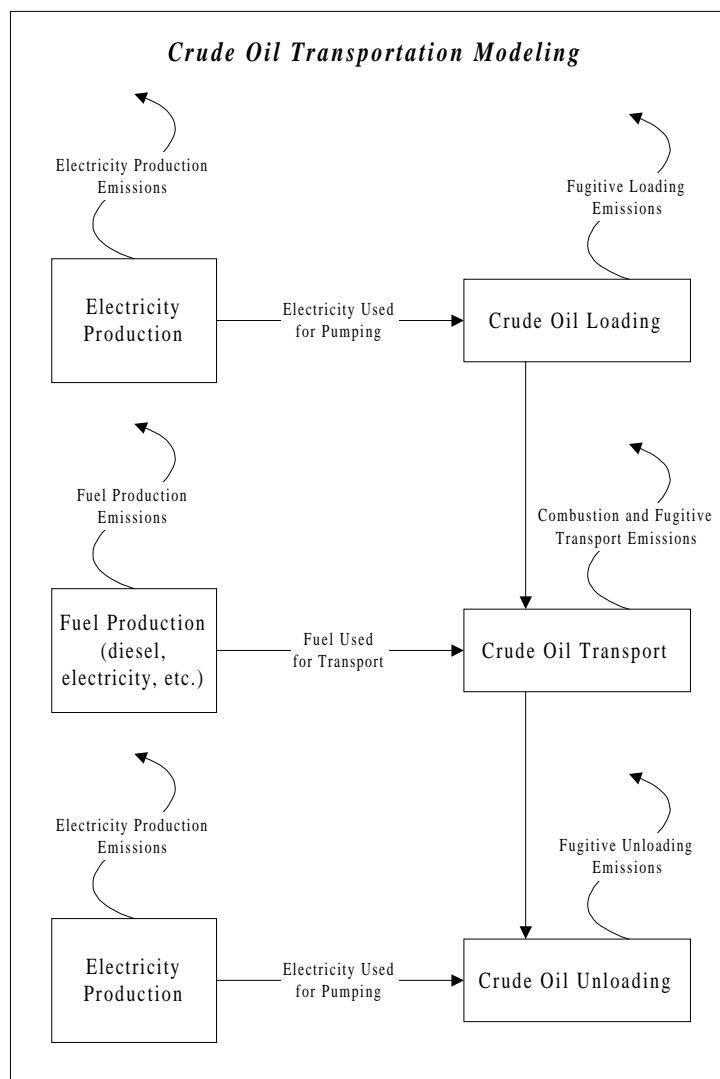 Crude Oil Transportation Modeling
Electricity Production
Emissions
Fugitive Loading
Emissions
Electricity
Production
Electricity Used
for Pumping
Crude Oil Loading
Fuel Production
Emissions
Combustion and Fugitive
Transport Emissions
Fuel Production
(diesel,
electricity, etc.)
Fuel Used
for Transport
Crude Oil Transport
Electricity Production
Emissions
Fugitive Unloading
Emissions
Electricity
Production
Electricity Used
for Pumping
Crude Oil Unloading